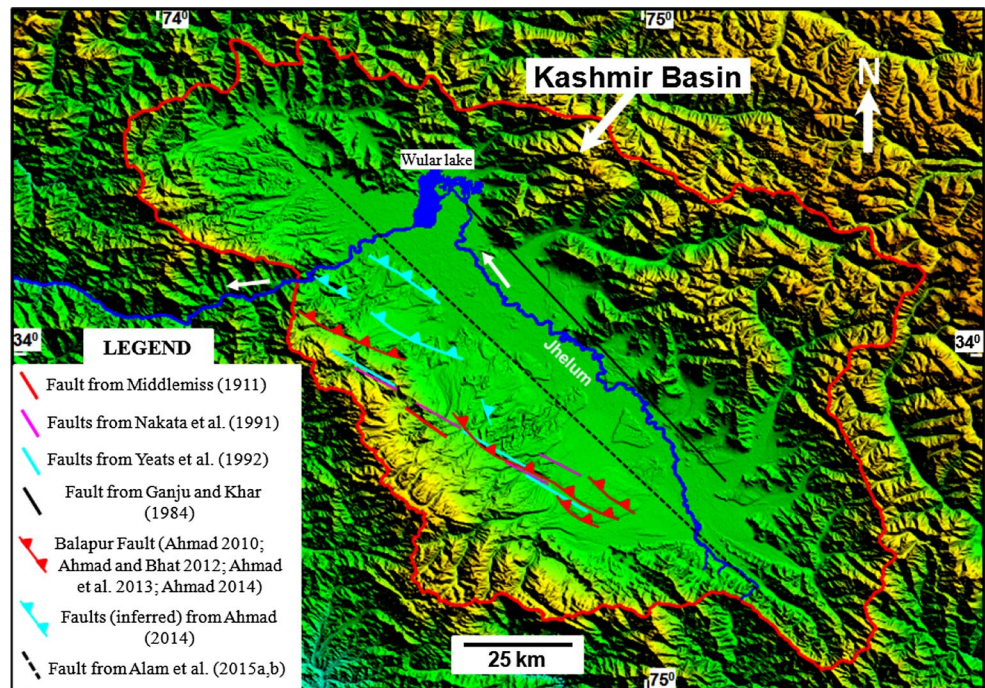 74⁰
75⁰
Kashmir Basin
N
Wular lake
34⁰
34⁰
Jhelum
LEGEND
Fault from Middlemiss (1911)
Faults from Nakata et al. (1991)
Faults from Yeats et al. (1992)
Fault from Ganju and Khar
(1984)
Balapur Fault (Ahmad 2010;
Ahmad and Bhat 2012; Ahmad
et al. 2013; Ahmad 2014)
Faults (inferred) from Ahmad
(2014)
Fault from Alam et al. (2015a,b)
25 km
75⁰